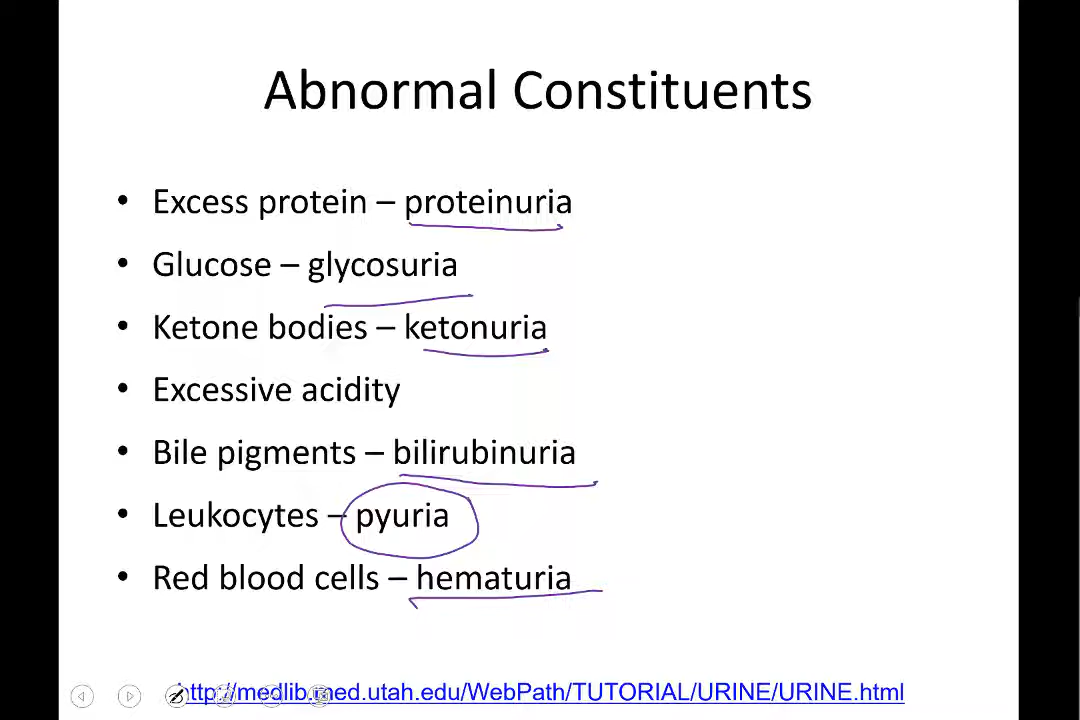 Abnormal Constituents
• Excess protein – proteinuria
• Glucose – glycosuria
• Ketone bodies – ketonuria
• Excessive acidity
• Bile pigments – bilirubinuria
• Leukocytes – pyuria
• Red blood cells – hematuria
http://medlib.med.utah.edu/WebPath/TUTORIAL/URINE/URINE.html